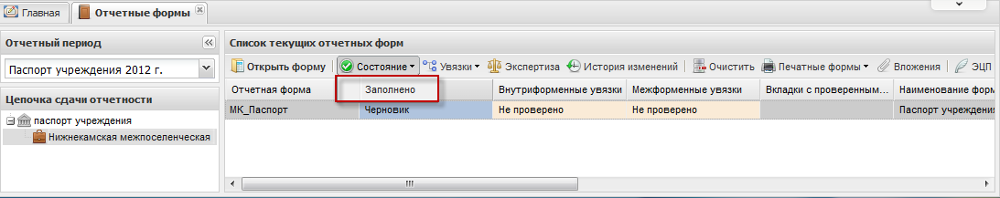 Главная Отчетные формы
Отчетный период
Паспорт учреждения 2012 г.
Цепочка сдачи отчетности
паспорт учреждения
Нижнекамская межпоселенческая
Список текущих отчетных форм
Открыть форму Состояние Увязки Экспертиза История изменений Очистить Печатные формы Вложения ЭЦП
Отчетная форма Заполнено Внутриформенные увязки Межформенные увязки Вкладки с проверенным... Наименование форм
МК_Паспорт Черновик Не проверено Не проверено Паспорт учреждения